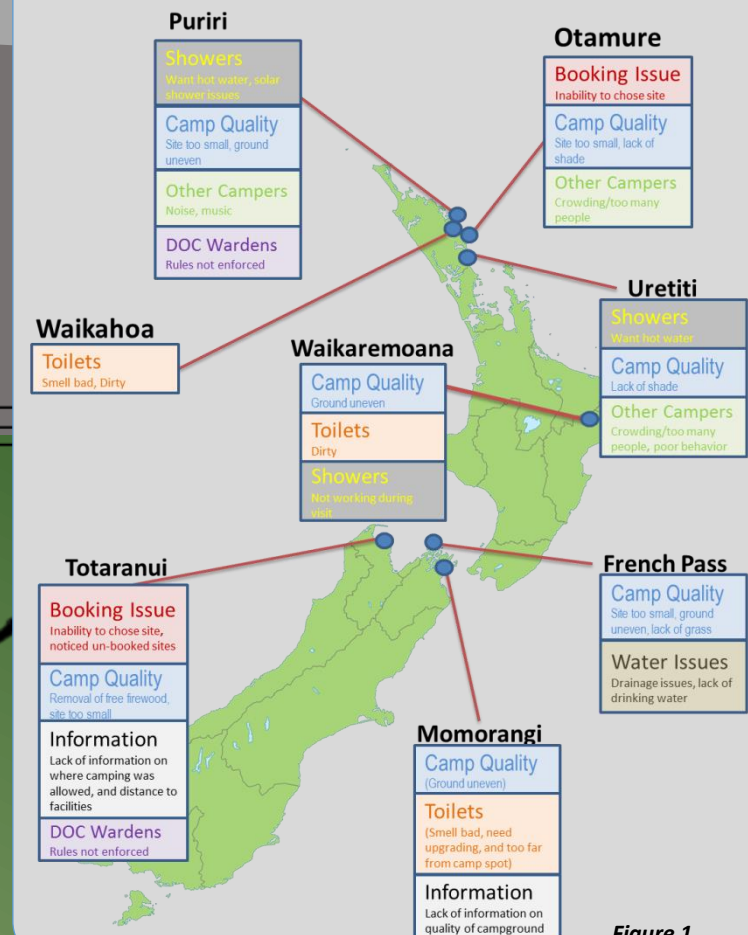 Puriri
Showers
Want hot water, solar
shower issues
Camp Quality
Site too small, ground
uneven
Other Campers
Noise, music
DOC Wardens
Rules not enforced
Otamure
Booking Issue
Inability to chose site
Camp Quality
Site too small, lack of
shade
Other Campers
Crowding/too many
people
Uretiti
Showers
Want hot water
Camp Quality
Lack of shade
Other Campers
Crowding/too many
people, poor behavior
Waikahoa
Toilets
Smell bad, Dirty
Waikaremoana
Camp Quality
Ground uneven
Toilets
Dirty
Showers
Not working during
visit
Totaranui
Booking Issue
Inability to chose site,
noticed un-booked sites
Camp Quality
Removal of free firewood,
site too small
Information
Lack of information on
where camping was
allowed, and distance to
facilities
DOC Wardens
Rules not enforced
French Pass
Camp Quality
Site too small, ground
uneven, lack of grass
Water Issues
Drainage issues, lack of
drinking water
Momorangi
Camp Quality
(Ground uneven)
Toilets
(Smell bad, need
upgrading, and too far
from camp spot)
Information
Lack of information on
quality of campground
Figure 1